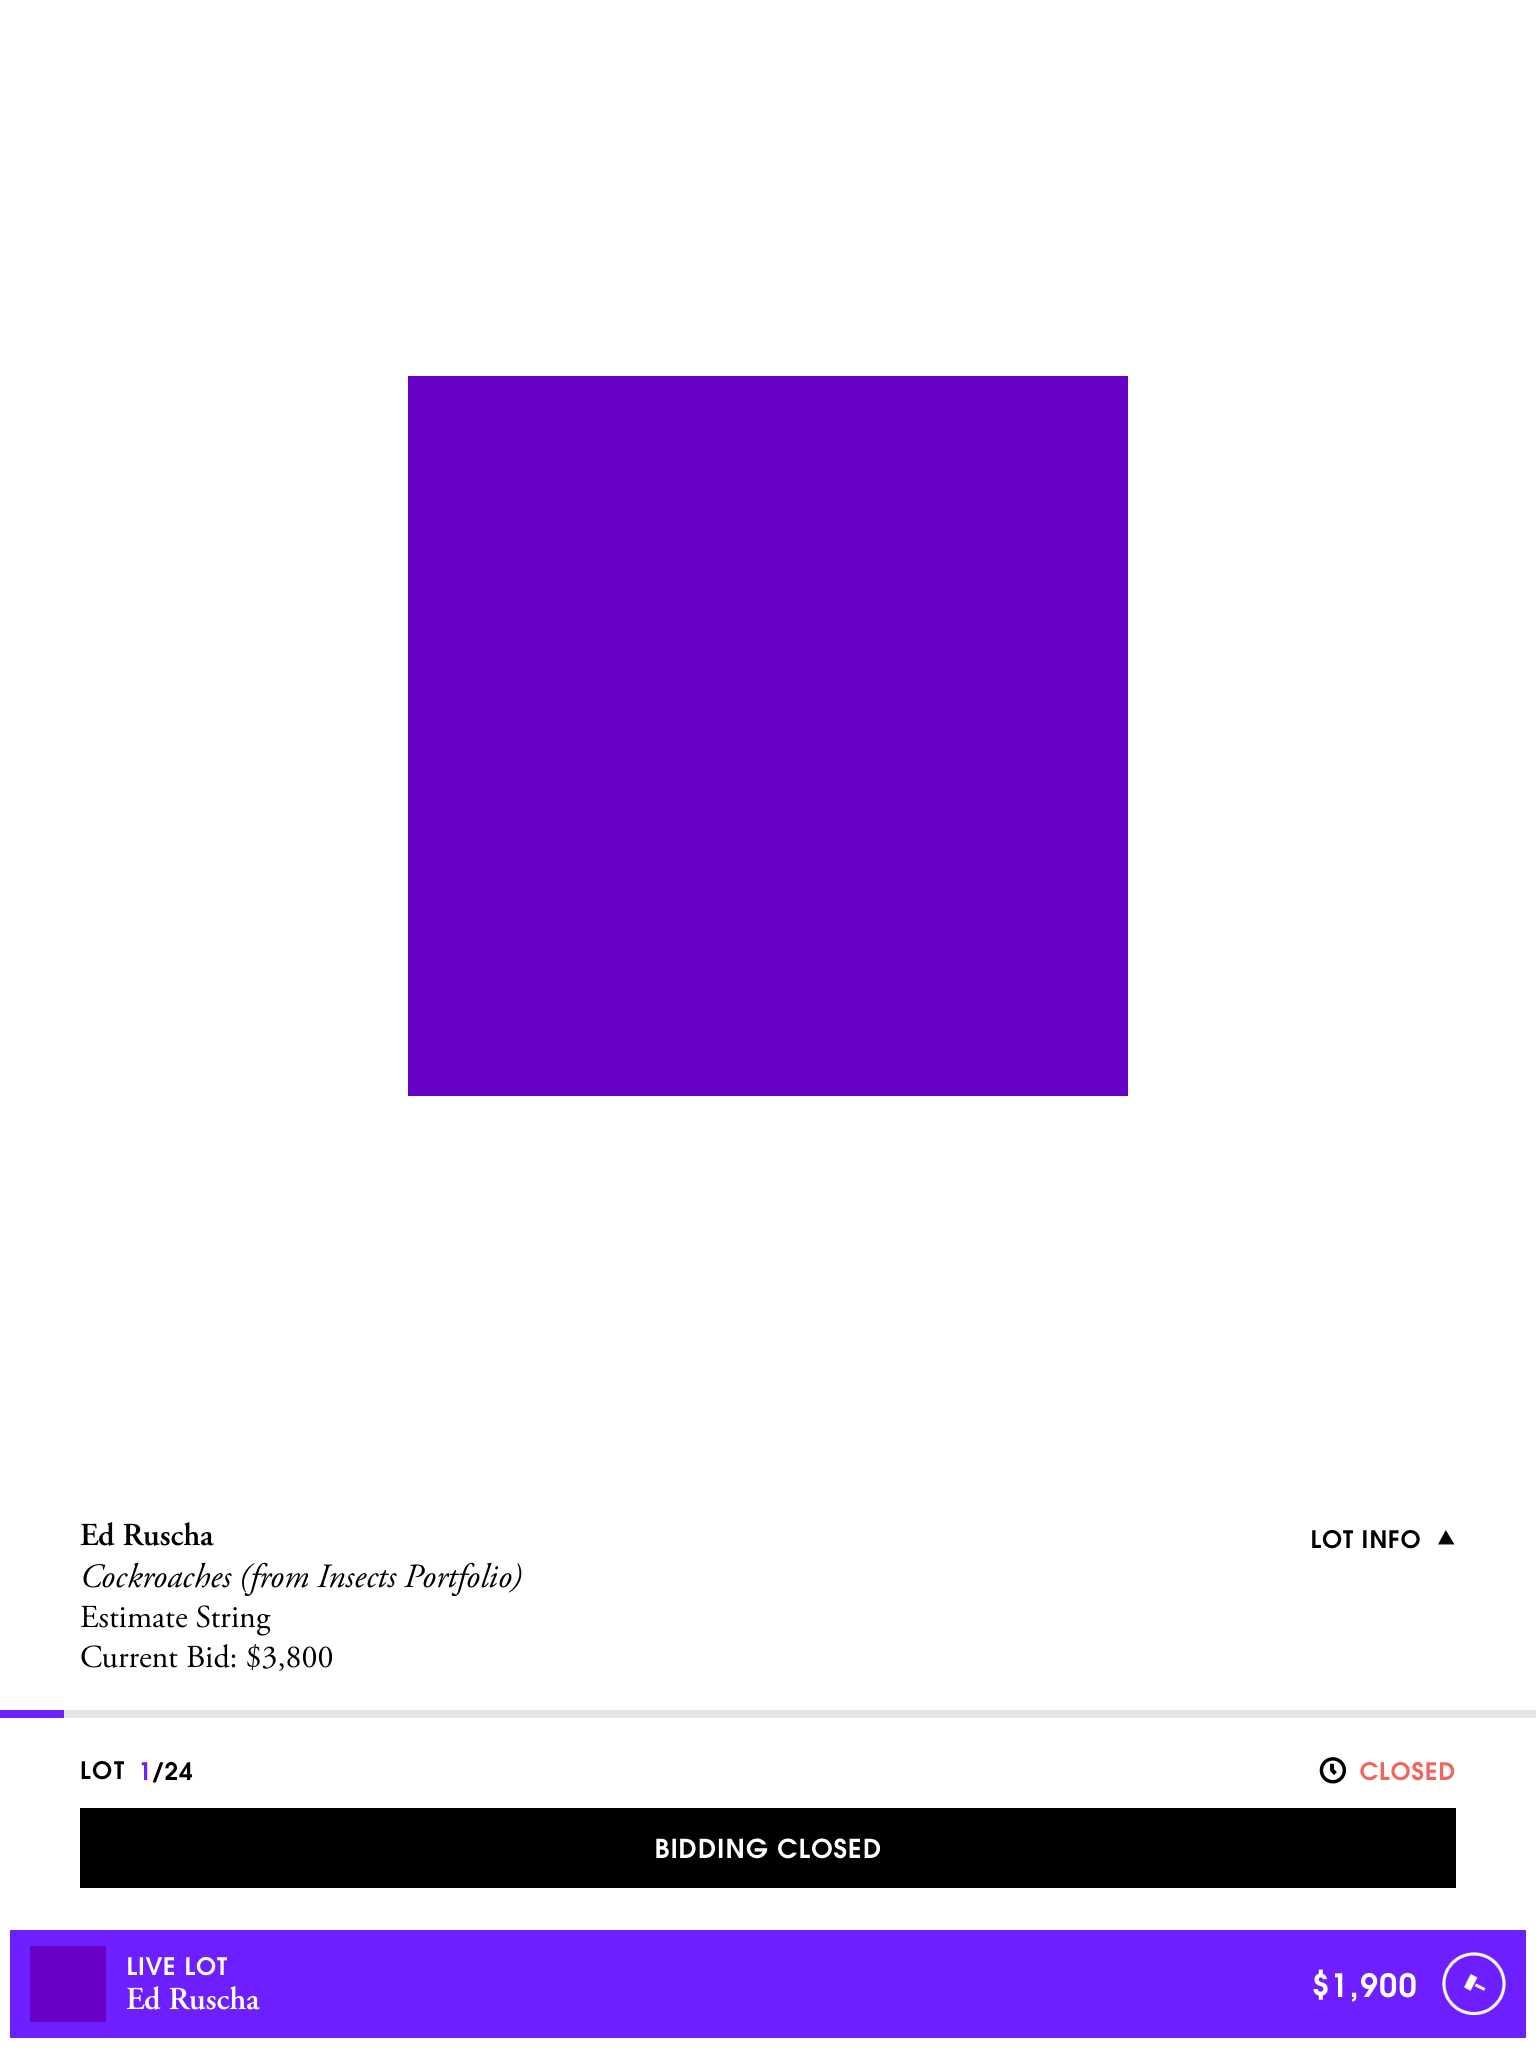 Ed Ruscha
LOT INFO
Cockroaches (from Insects Portfolio)
Estimate String
Current Bid: $3,800
LOT 1/24
CLOSED
BIDDING CLOSED
LIVE LOT
Ed Ruscha
$1,900